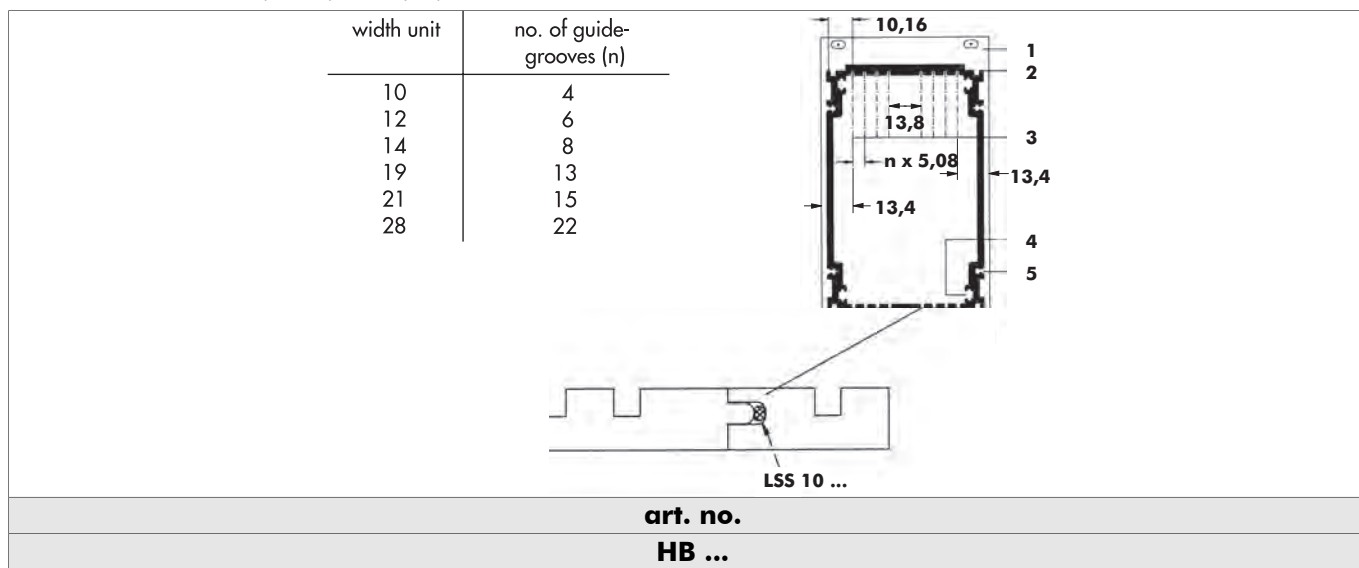 width unit no. of guide-
grooves (n)
10 4
12 6
14 8
19 13
21 15
28 22
10,16
1
2
13,8
3
n x 5,08
13,4
13,4
4
5
LSS 10 ...
art. no.
HB ...